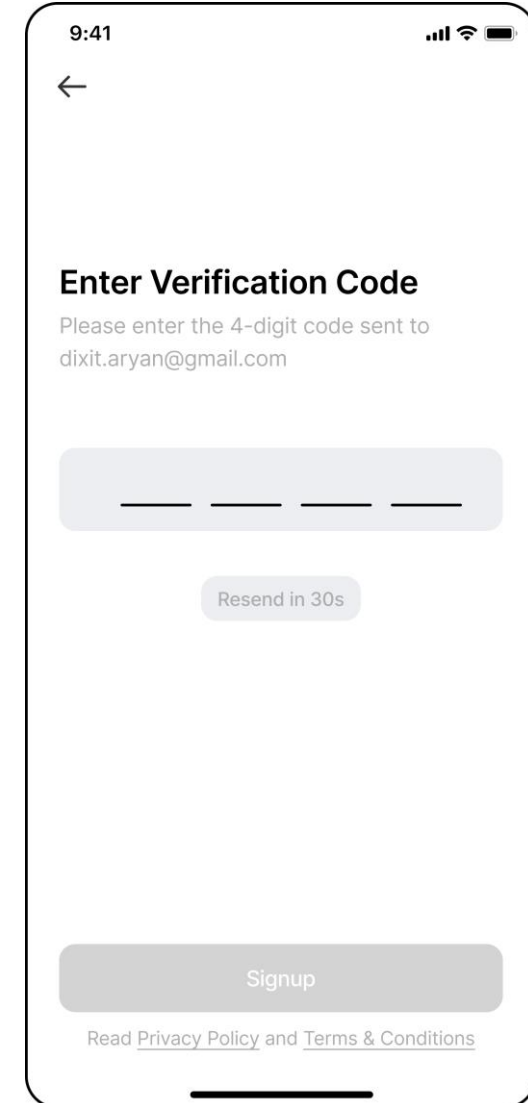 9:41
Enter Verification Code
Please enter the 4-digit code sent to
dixit.aryan@gmail.com
Resend in 30s
Signup
Read Privacy Policy and Terms & Conditions